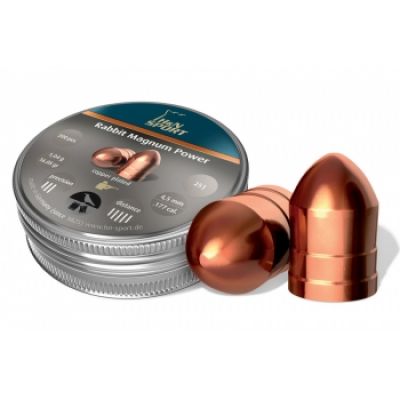 H&N
SPORT
Rabbit Magnum Power
200 pcs
1,04 g
16,05 gr
copper plated
precision
25 J
4,5 mm
.177 cal.
distance
www.hn-sport.de